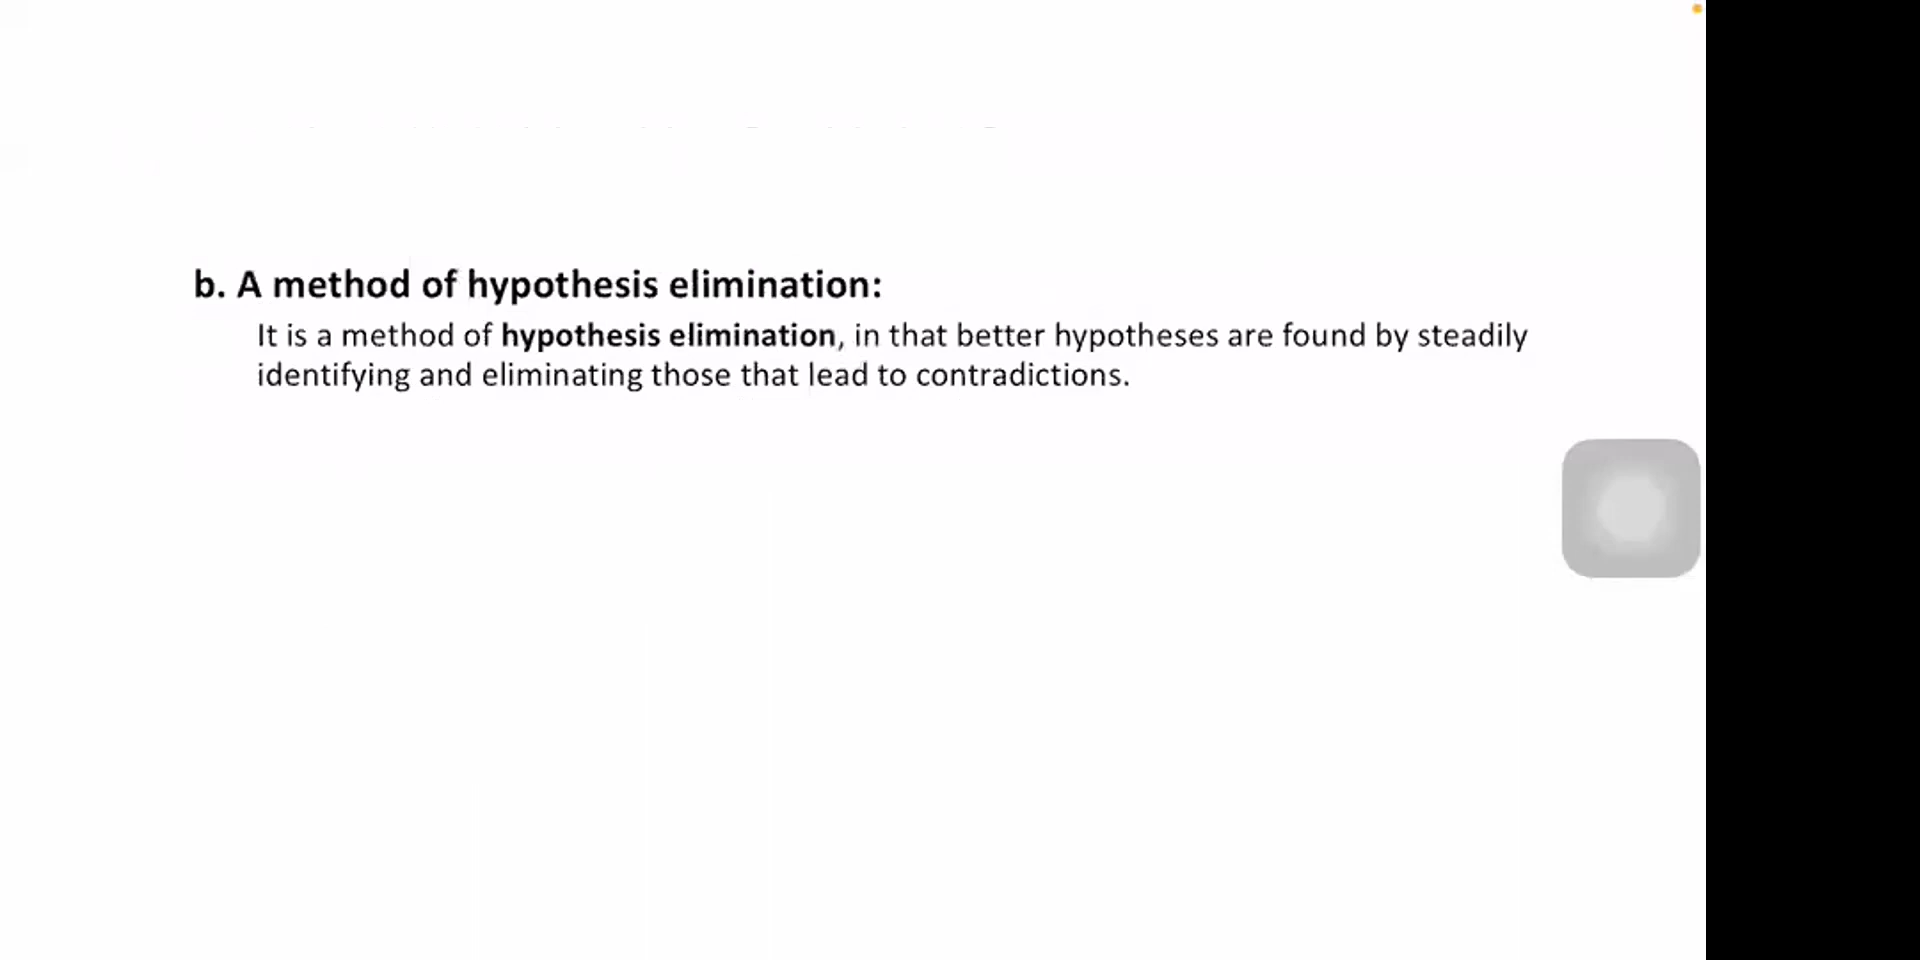 b. A method of hypothesis elimination:
It is a method of hypothesis elimination, in that better hypotheses are found by steadily
identifying and eliminating those that lead to contradictions.